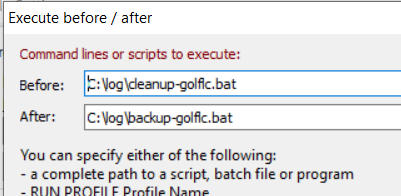 Execute before / after
Command lines or scripts to execute:
Before: C:\log\cleanup-golflc.bat
After: C:\log\backup-golflc.bat
You can specify either of the following:
- a complete path to a script, batch file or program
- RUN PROFILE Profile Name